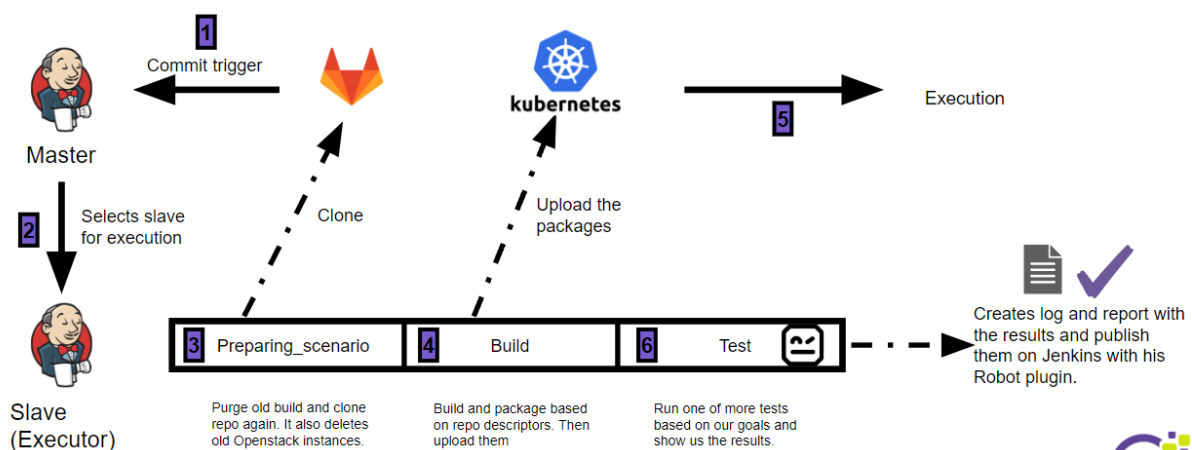 1
Commit trigger
Master
kubernetes
5
Execution
2
Selects slave
for execution
Clone
Upload the
packages
Slave
(Executor)
3
Preparing_scenario
4
Build
6
Test
Purge old build and clone
repo again. It also deletes
old Openstack instances.
Build and package based
on repo descriptors. Then
upload them
Run one of more tests
based on our goals and
show us the results.
Creates log and report with
the results and publish
them on Jenkins with his
Robot plugin.